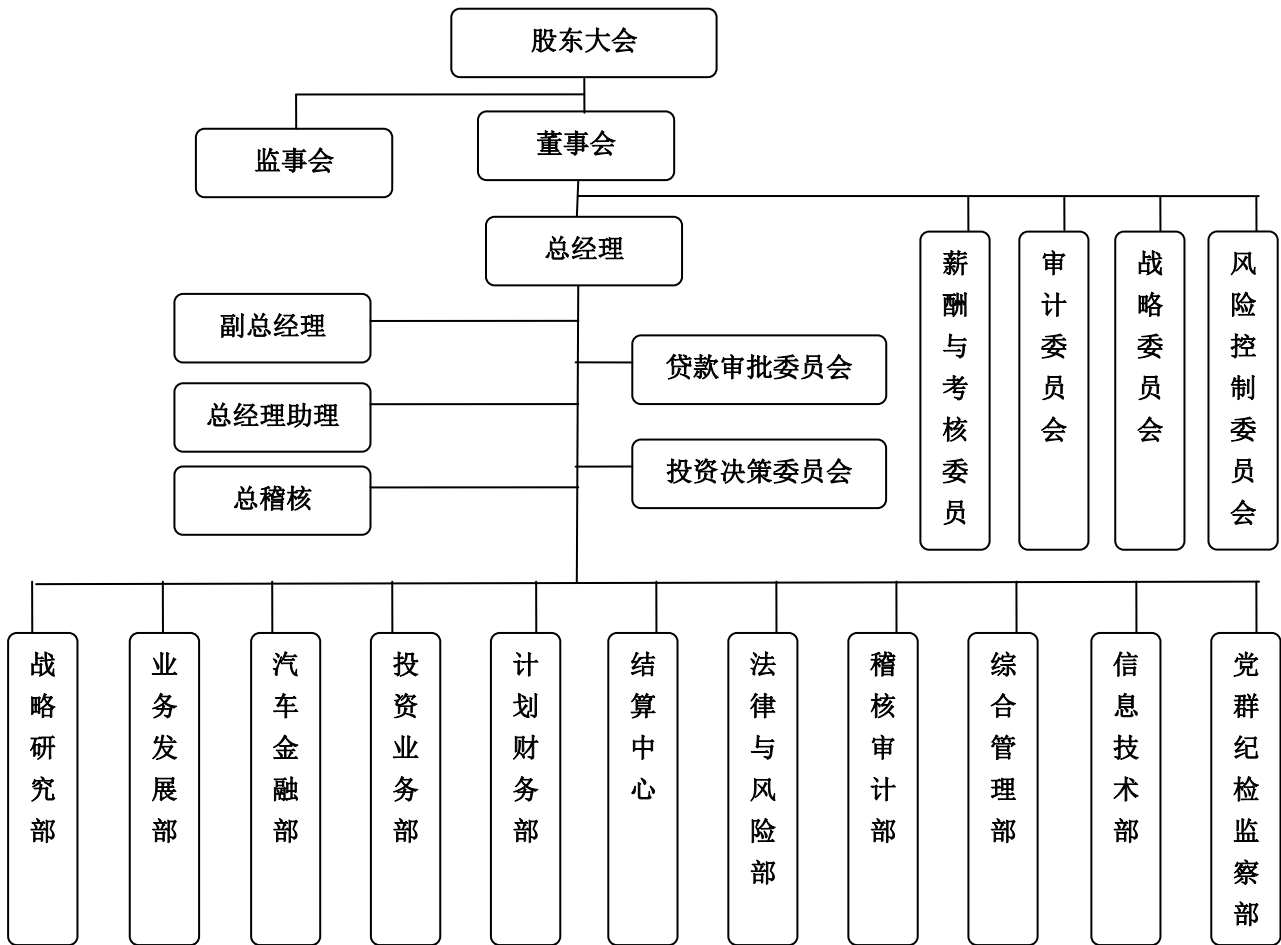 股东大会
监事会
董事会
总经理
薪酬与考核委员
审计委员会
战略委员会
风险控制委员会
副总经理
贷款审批委员会
总经理助理
投资决策委员会
总稽核
战略研究部
业务发展部
汽车金融部
投资业务部
计划财务部
结算中心
法律与风险部
稽核审计部
综合管理部
信息技术部
党群纪检监察部